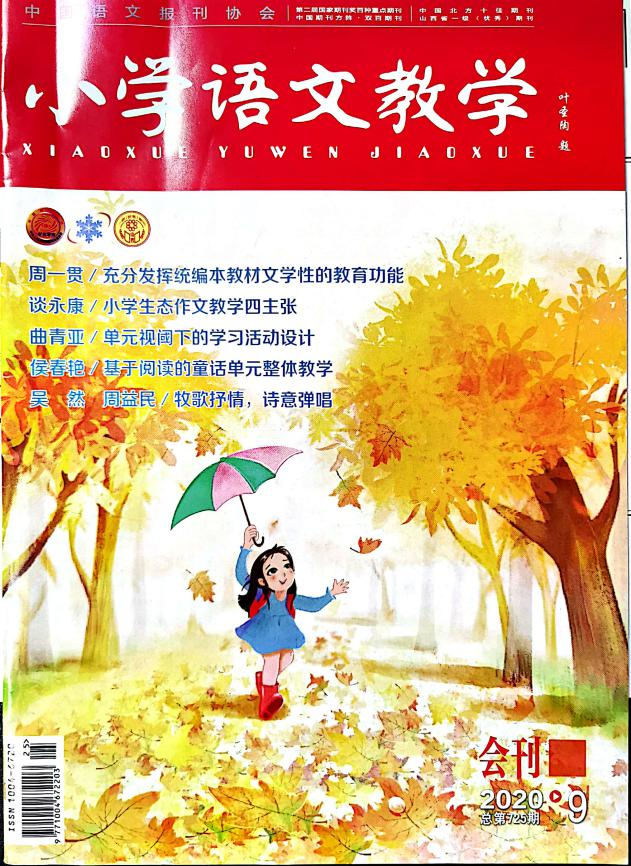 中国语文报刊协会
第二届国家期刊奖百种重点期刊
中国期刊方阵·双百期刊
中国北方十佳期刊
山西省一级（优秀）期刊
小学语文教学
叶圣陶 题
XIAOXUE YUWEN JIAOXUE
周一贯/充分发挥统编本教材文学性的教育功能
谈永康/小学生态作文教学四主张
曲青亚/单元视阈下的学习活动设计
侯春艳/基于阅读的童话单元整体教学
吴 然 周益民/牧歌抒情，诗意弹唱
会刊
2020 9
总第725期
ISSN 1004-6720
25>
9 771004 672203